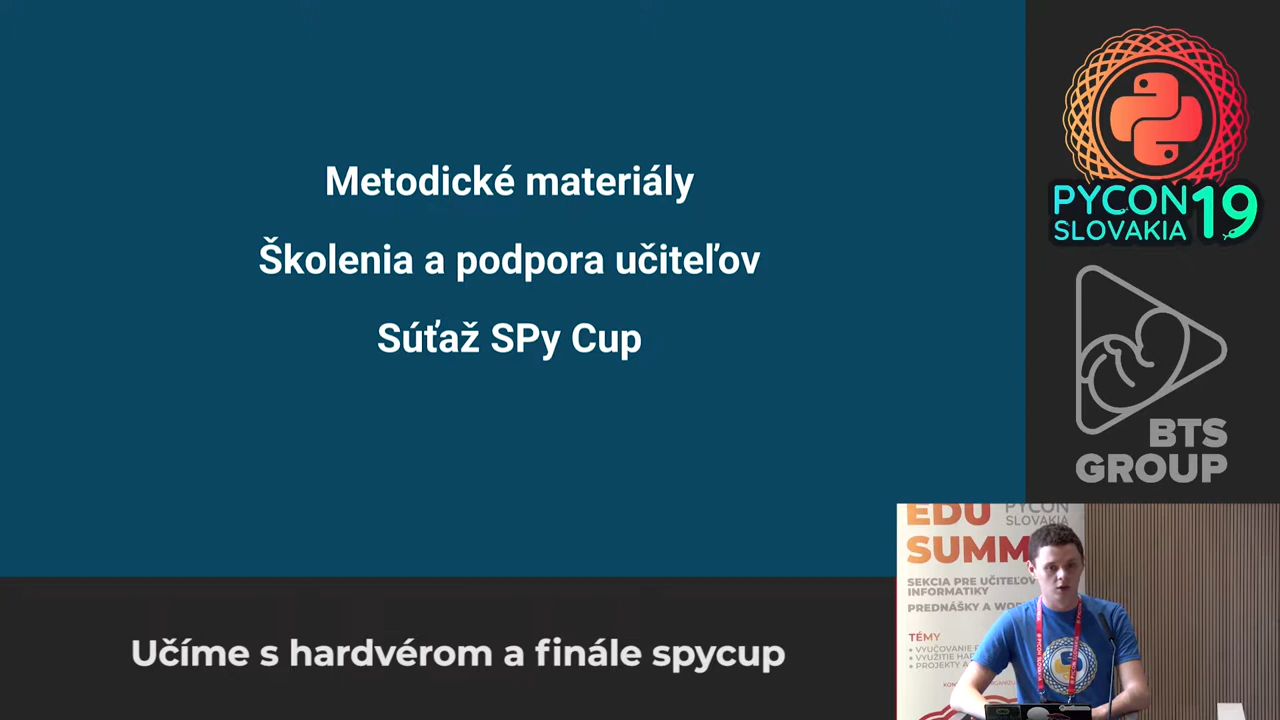 Metodické materiály
Školenia a podpora učiteľov
Súťaž SPy Cup
PYCON 19
SLOVAKIA
BTS
GROUP
EDU PYCON
SLOVAKIA
SUMM
SEKCIA PRE UČITEĽOV
INFORMATIKY
PREDNÁŠKY A
TÉMY
PROJEKTY A
Učíme s hardvérom a finále spycup